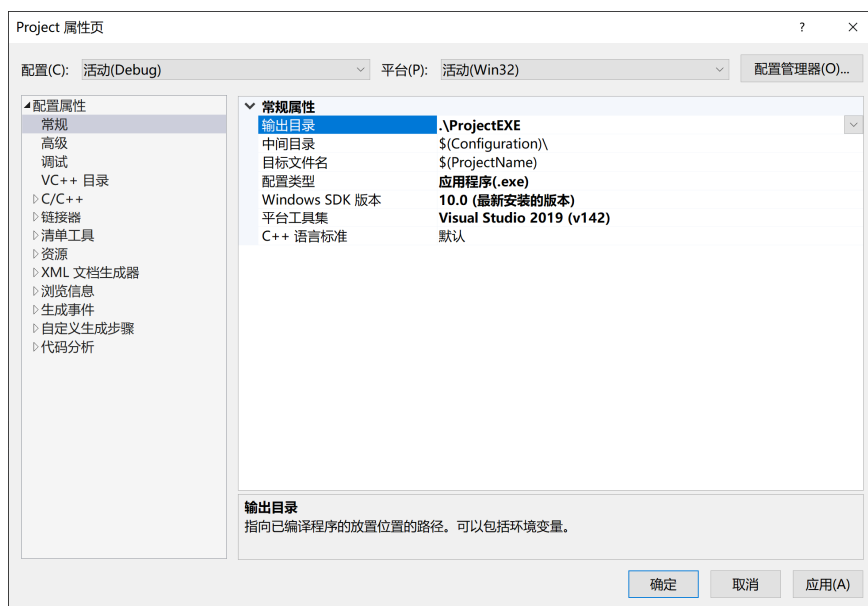 Project 属性页
配置(C): 活动(Debug) 平台(P): 活动(Win32) 配置管理器(O)...
配置属性
常规
高级
调试
VC++ 目录
C/C++
链接器
清单工具
资源
XML 文档生成器
浏览信息
生成事件
自定义生成步骤
代码分析
常规属性
输出目录 .\ProjectEXE
中间目录 $(Configuration)\
目标文件名 $(ProjectName)
配置类型 应用程序(.exe)
Windows SDK 版本 10.0 (最新安装的版本)
平台工具集 Visual Studio 2019 (v142)
C++ 语言标准 默认
输出目录
指向已编译程序的放置位置的路径。可以包括环境变量。
确定 取消 应用(A)